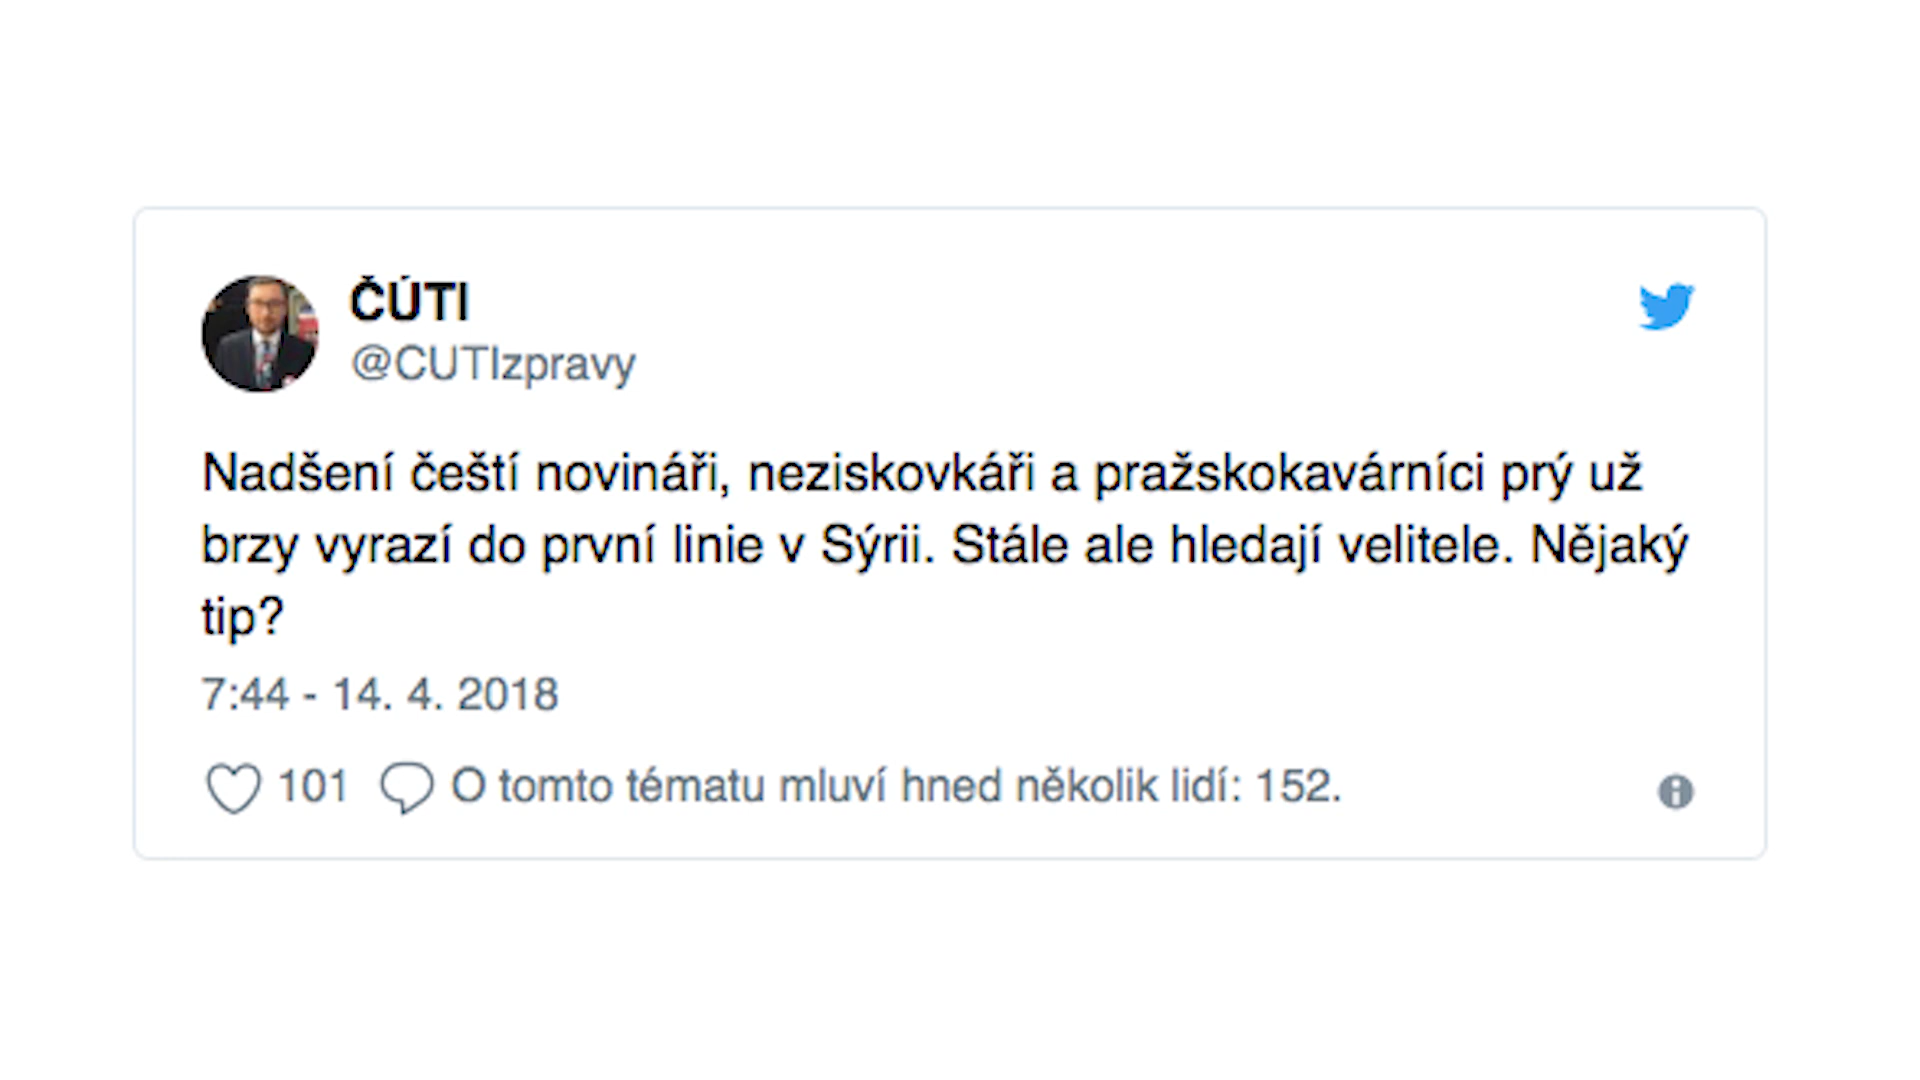 ČÚTI
@CUTIzpravy
Nadšení čeští novináři, neziskovkáři a pražskokavárníci prý už
brzy vyrazí do první linie v Sýrii. Stále ale hledají velitele. Nějaký
tip?
7:44 - 14. 4. 2018
101 O tomto tématu mluví hned několik lidí: 152.